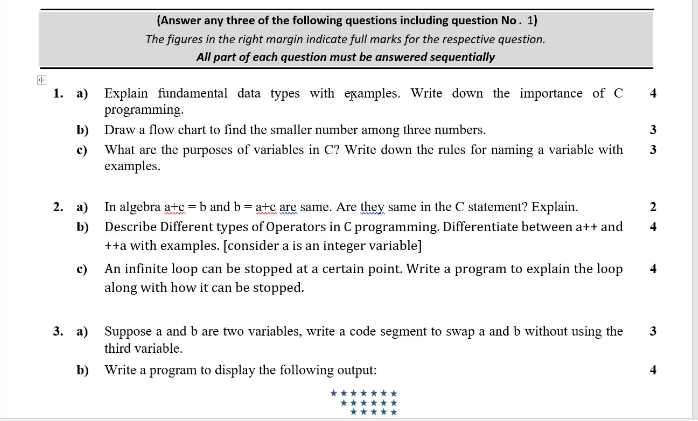 (Answer any three of the following questions including question No. 1)
The figures in the right margin indicate full marks for the respective question.
All part of each question must be answered sequentially
1. a) Explain fundamental data types with examples. Write down the importance of C 4
programming.
b) Draw a flow chart to find the smaller number among three numbers. 3
c) What are the purposes of variables in C? Write down the rules for naming a variable with 3
examples.
2. a) In algebra a+c = b and b = a+c are same. Are they same in the C statement? Explain. 2
b) Describe Different types of Operators in C programming. Differentiate between a++ and 4
++a with examples. [consider a is an integer variable]
c) An infinite loop can be stopped at a certain point. Write a program to explain the loop 4
along with how it can be stopped.
3. a) Suppose a and b are two variables, write a code segment to swap a and b without using the 3
third variable.
b) Write a program to display the following output: 4
★★★★★★★
★★★★★★
★★★★★